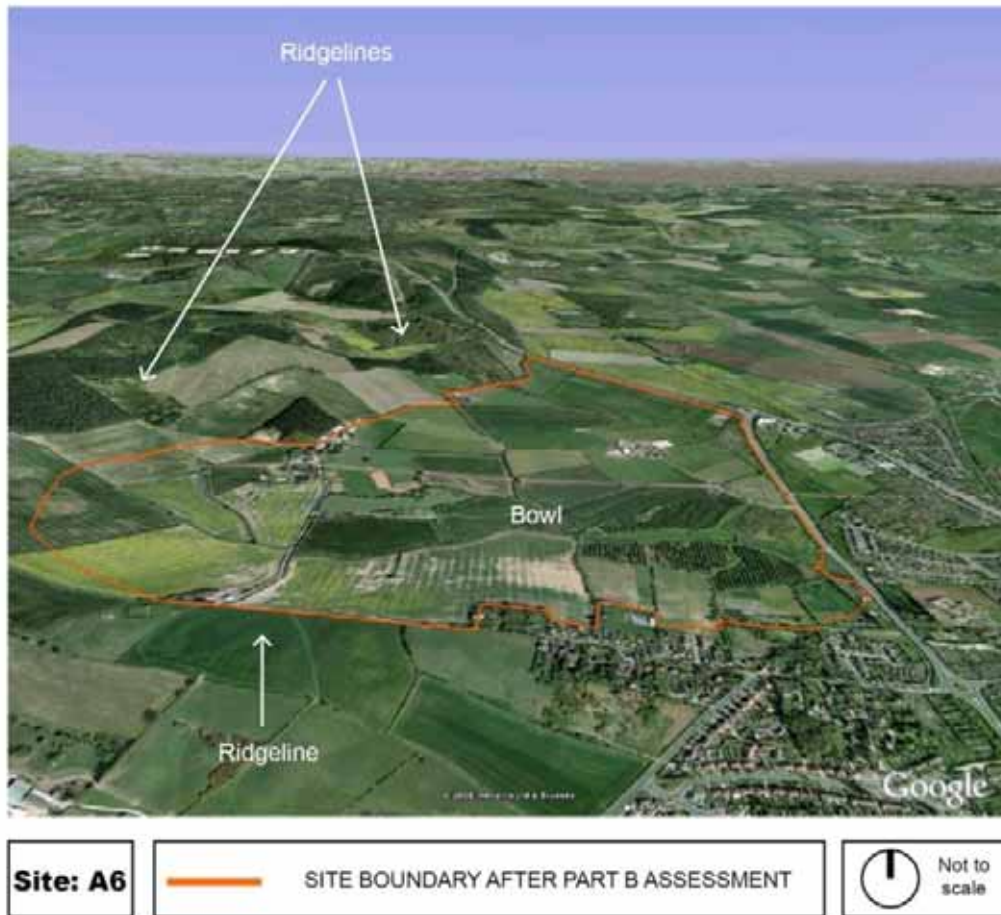 Ridgelines
Bowl
Ridgeline
Google
Site: A6
SITE BOUNDARY AFTER PART B ASSESSMENT
Not to
scale